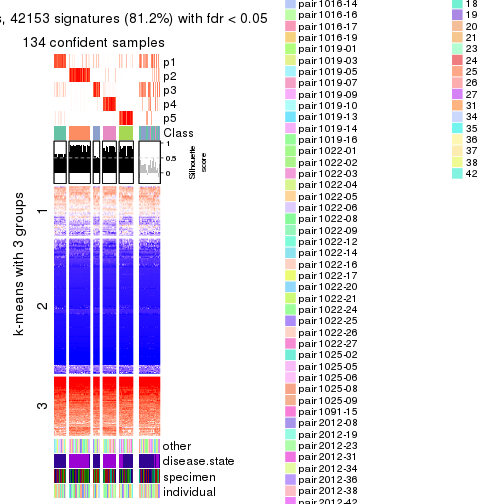 s, 42153 signatures (81.2%) with fdr < 0.05
134 confident samples
p1
p2
p3
p4
p5
Class
1
0.5
0
Silhouette
score
k-means with 3 groups
1
2
3
other
disease.state
specimen
individual
pair1016-14
pair1016-16
pair1016-17
pair1016-19
pair1019-01
pair1019-03
pair1019-05
pair1019-07
pair1019-09
pair1019-10
pair1019-13
pair1019-14
pair1019-16
pair1022-01
pair1022-02
pair1022-03
pair1022-04
pair1022-05
pair1022-06
pair1022-08
pair1022-09
pair1022-12
pair1022-14
pair1022-16
pair1022-17
pair1022-20
pair1022-21
pair1022-24
pair1022-25
pair1022-26
pair1022-27
pair1025-02
pair1025-05
pair1025-06
pair1025-08
pair1025-09
pair1091-15
pair2012-08
pair2012-19
pair2012-23
pair2012-31
pair2012-34
pair2012-36
pair2012-38
pair2012-42
18
19
20
21
23
24
25
26
27
31
34
35
36
37
38
42